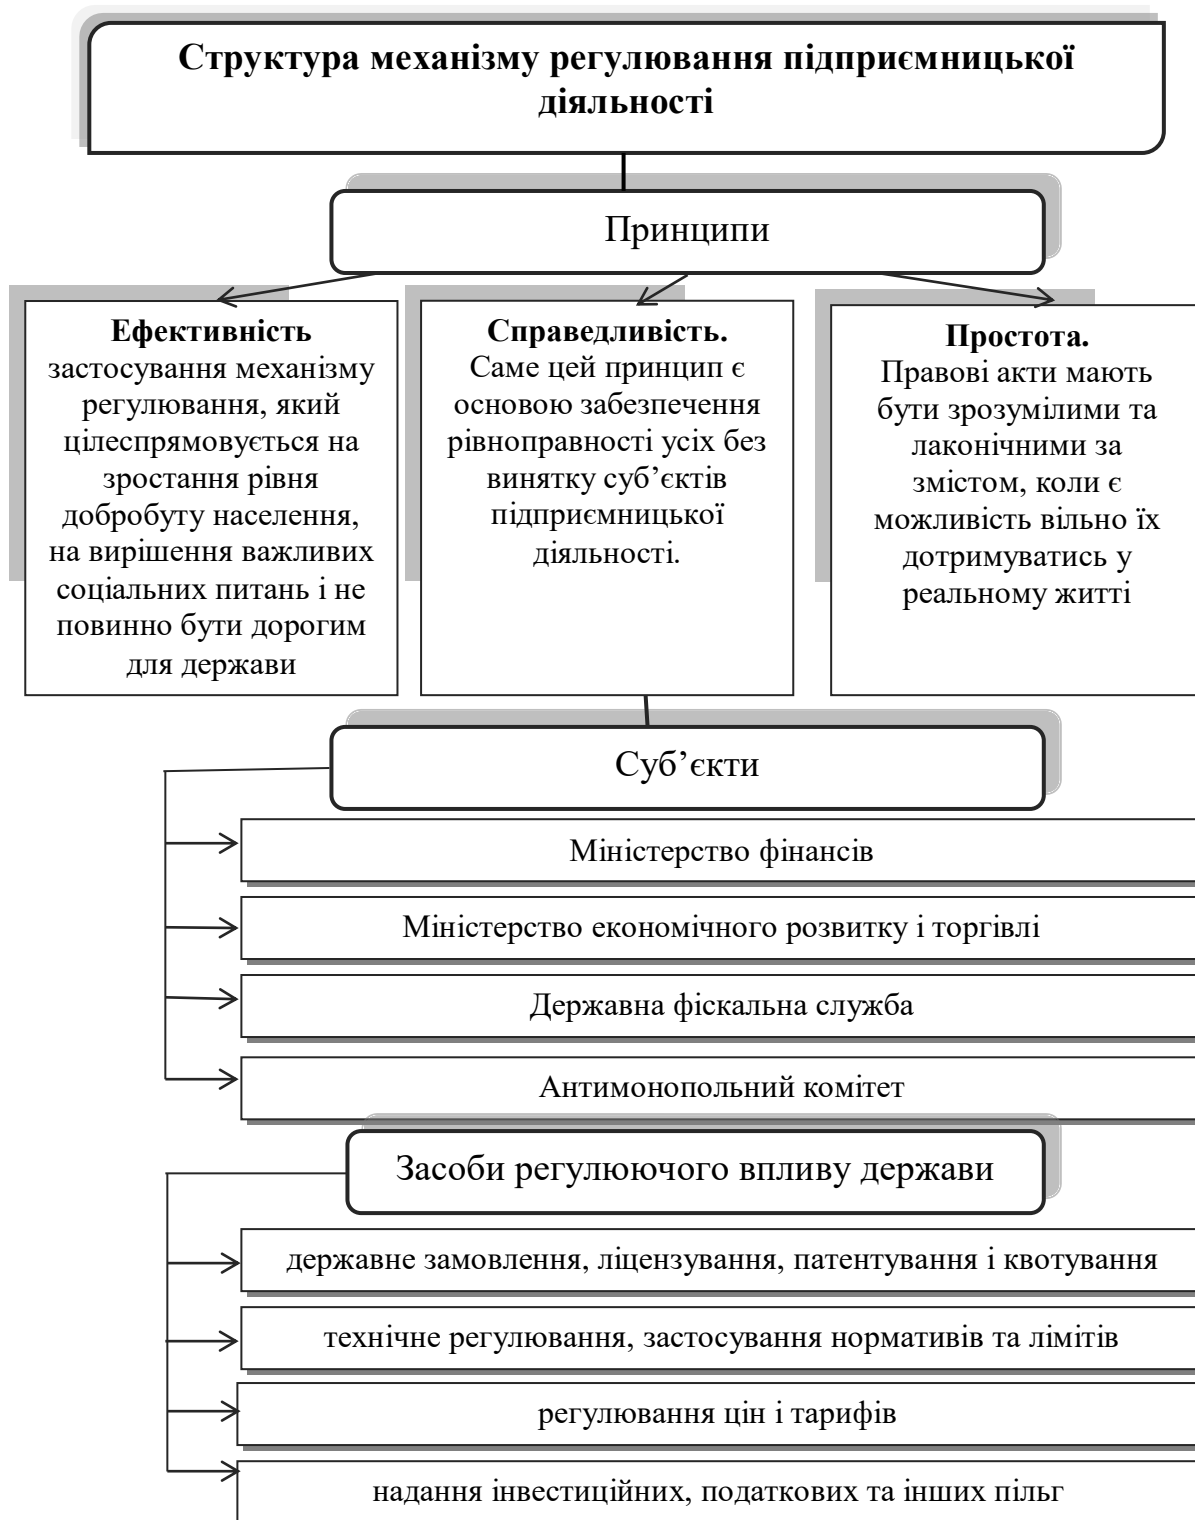 Структура механізму регулювання підприємницької
діяльності
Принципи
Ефективність
застосування механізму
регулювання, який
цілеспрямовується на
зростання рівня
добробуту населення,
на вирішення важливих
соціальних питань і не
повинно бути дорогим
для держави
Справедливість.
Саме цей принцип є
основою забезпечення
рівноправності усіх без
винятку суб’єктів
підприємницької
діяльності.
Простота.
Правові акти мають
бути зрозумілими та
лаконічними за
змістом, коли є
можливість вільно їх
дотримуватись у
реальному житті
Суб’єкти
Міністерство фінансів
Міністерство економічного розвитку і торгівлі
Державна фіскальна служба
Антимонопольний комітет
Засоби регулюючого впливу держави
державне замовлення, ліцензування, патентування і квотування
технічне регулювання, застосування нормативів та лімітів
регулювання цін і тарифів
надання інвестиційних, податкових та інших пільг